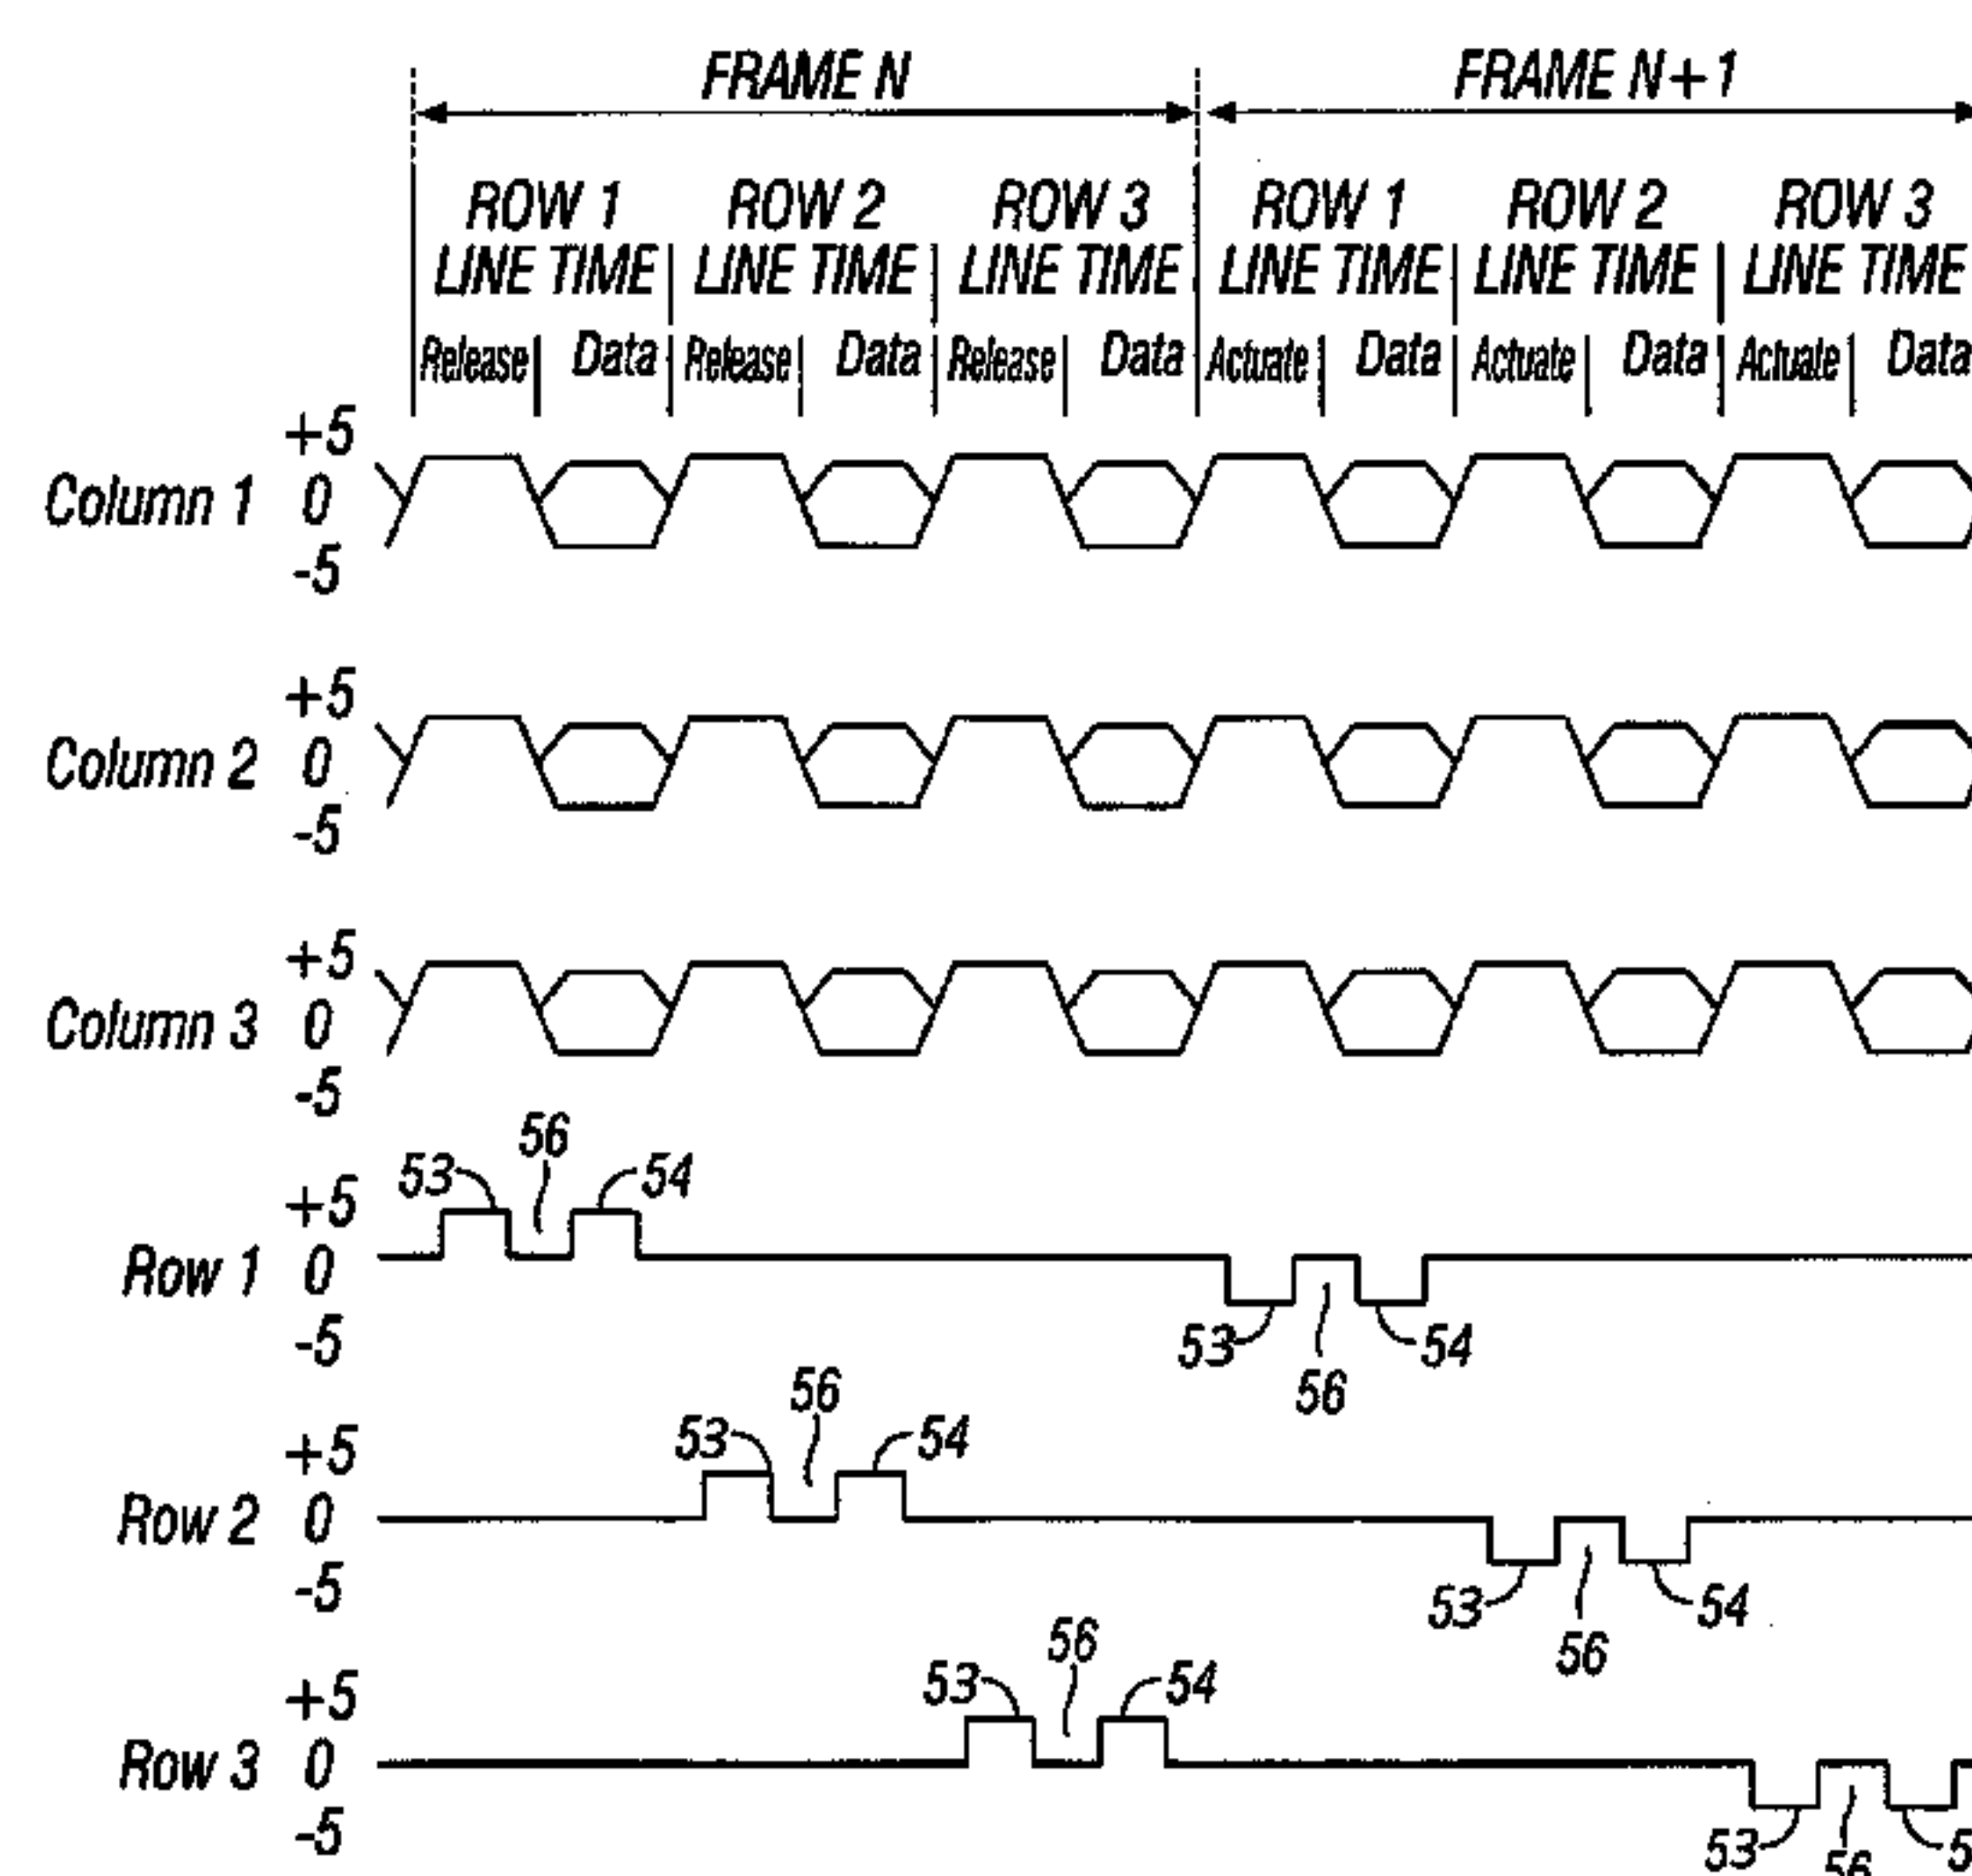 FRAME N FRAME N+1
ROW 1 ROW 2 ROW 3 ROW 1 ROW 2 ROW 3
LINE TIME LINE TIME LINE TIME LINE TIME LINE TIME LINE TIME
Release Data Release Data Release Data Actuate Data Actuate Data Actuate Data
+5
Column 1 0
-5
+5
Column 2 0
-5
+5
Column 3 0
-5
56
53 54
+5
Row 1 0
-5
53 54
56
56
53 54
+5
Row 2 0
-5
53 54
56
56
53 54
+5
Row 3 0
-5
53 5
56